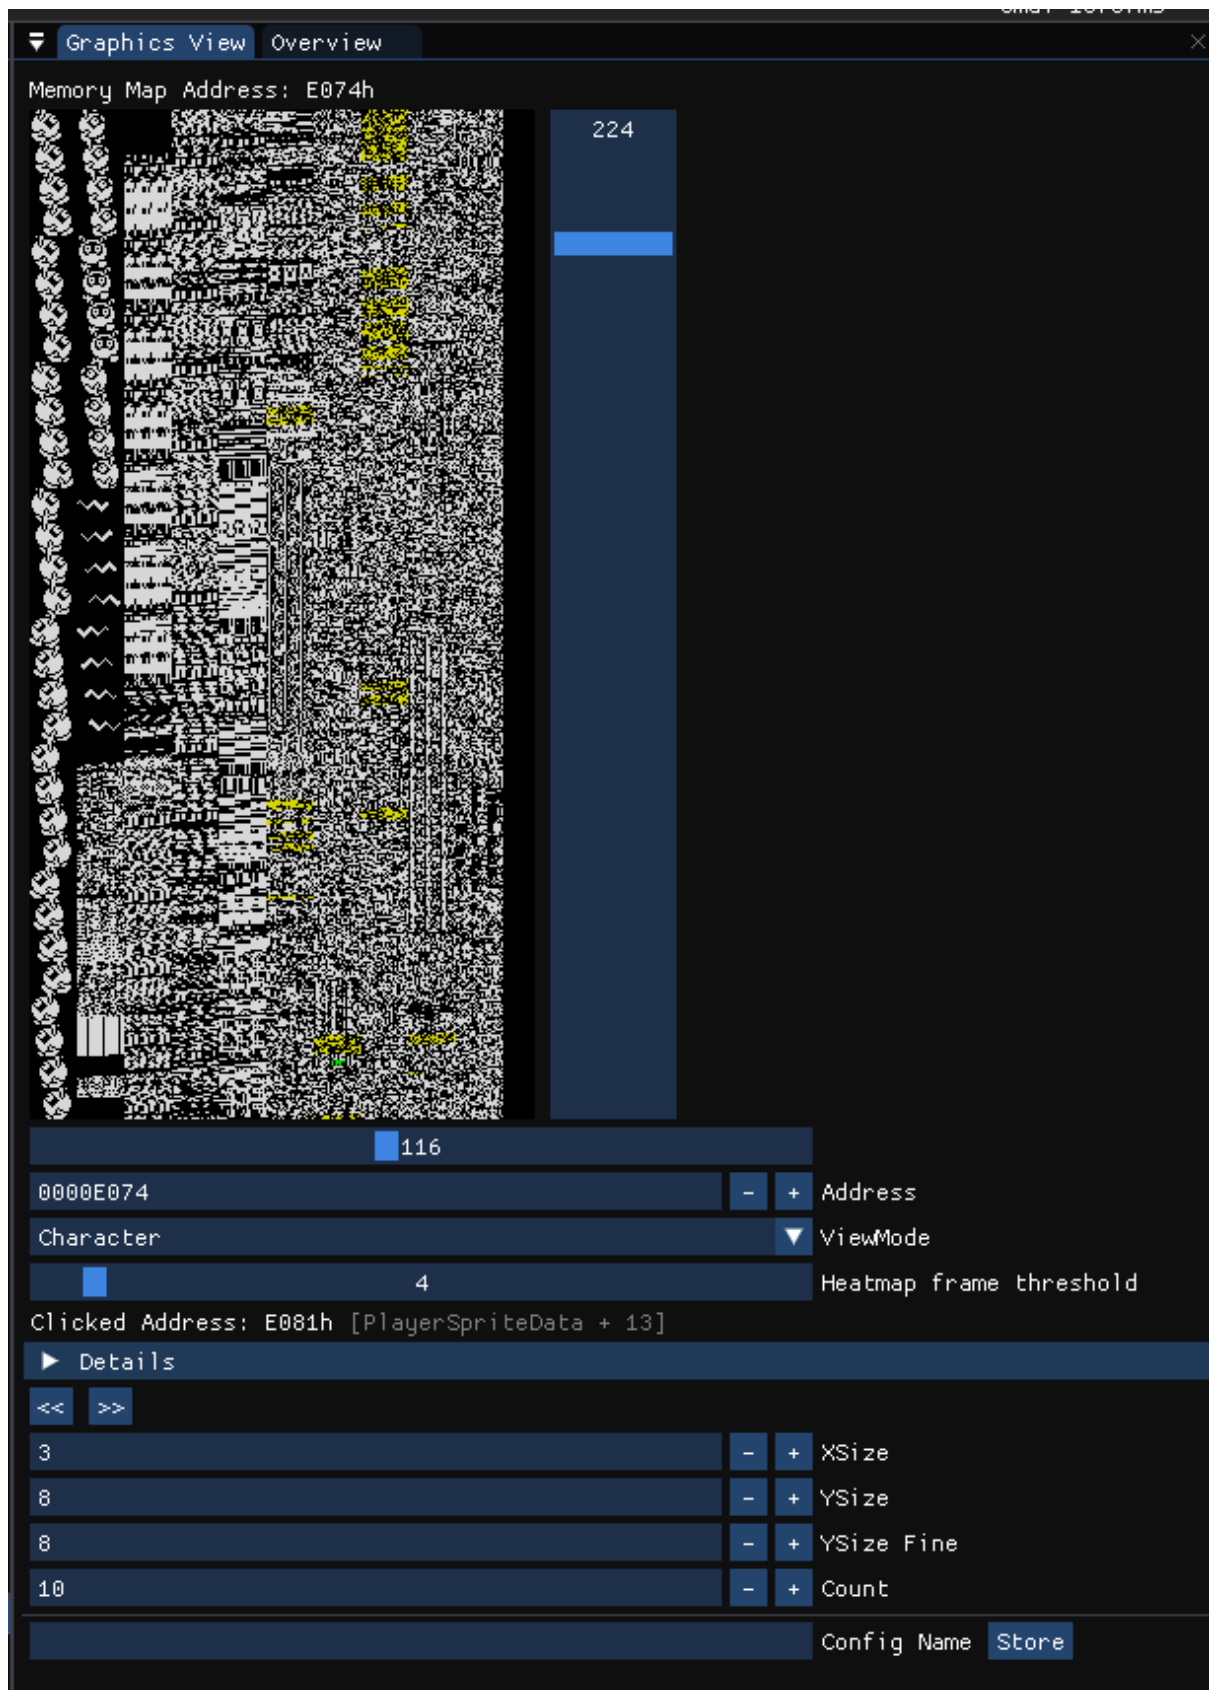 Graphics View Overview
Memory Map Address: E074h
224
116
0000E074 - + Address
Character ViewMode
4 Heatmap frame threshold
Clicked Address: E081h [PlayerSpriteData + 13]
Details
<< >>
3 - + XSize
8 - + YSize
8 - + YSize Fine
10 - + Count
Config Name Store